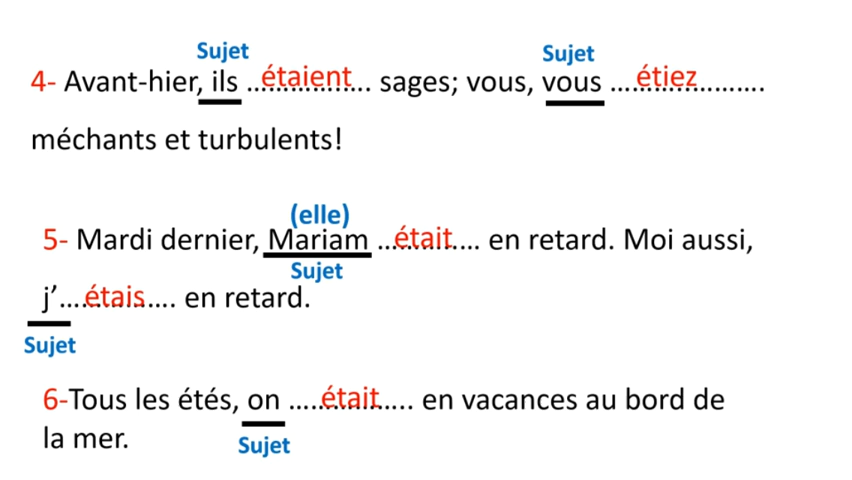 Sujet Sujet
4- Avant-hier, ils ...étaient... sages; vous, vous ...étiez...
méchants et turbulents!
(elle)
5- Mardi dernier, Mariam ...était... en retard. Moi aussi,
Sujet
j’...étais... en retard.
Sujet
6-Tous les étés, on ...était... en vacances au bord de
la mer.
Sujet